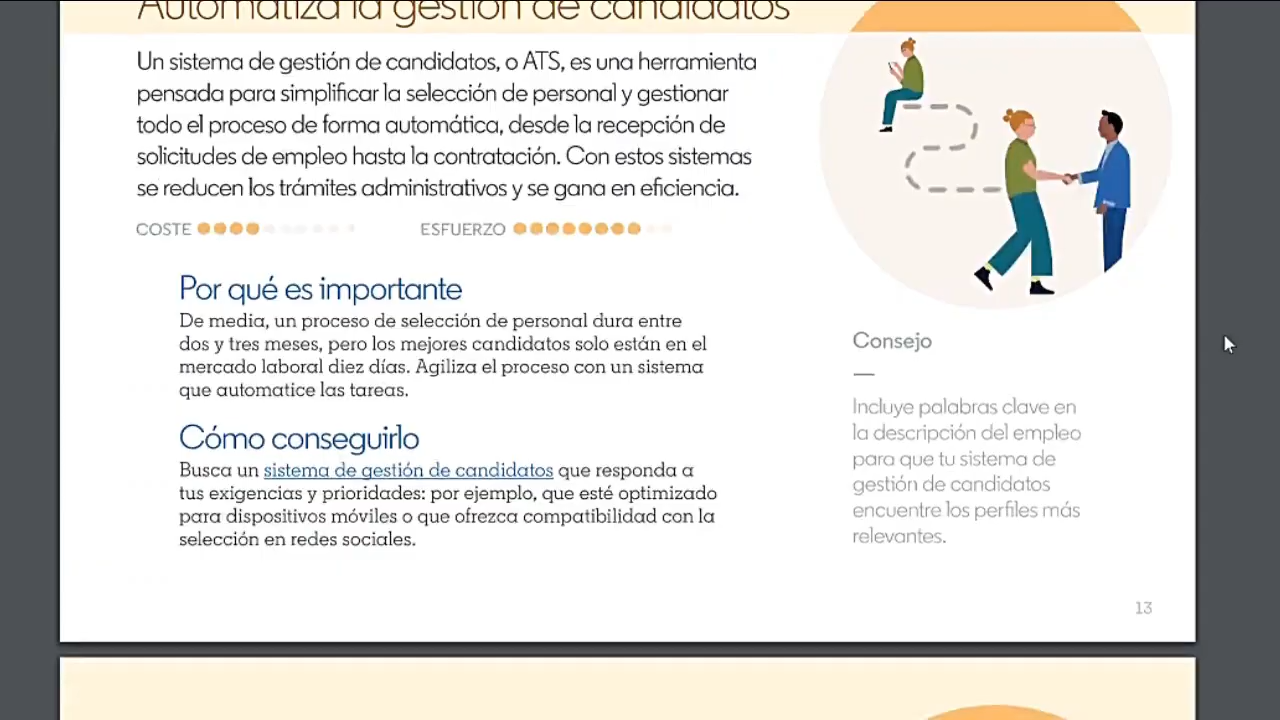 Automatiza la gestión de candidatos
Un sistema de gestión de candidatos, o ATS, es una herramienta
pensada para simplificar la selección de personal y gestionar
todo el proceso de forma automática, desde la recepción de
solicitudes de empleo hasta la contratación. Con estos sistemas
se reducen los trámites administrativos y se gana en eficiencia.
COSTE
ESFUERZO
Por qué es importante
De media, un proceso de selección de personal dura entre
dos y tres meses, pero los mejores candidatos solo están en el
mercado laboral diez días. Agiliza el proceso con un sistema
que automatice las tareas.
Cómo conseguirlo
Busca un sistema de gestión de candidatos que responda a
tus exigencias y prioridades: por ejemplo, que esté optimizado
para dispositivos móviles o que ofrezca compatibilidad con la
selección en redes sociales.
Consejo
Incluye palabras clave en
la descripción del empleo
para que tu sistema de
gestión de candidatos
encuentre los perfiles más
relevantes.
13